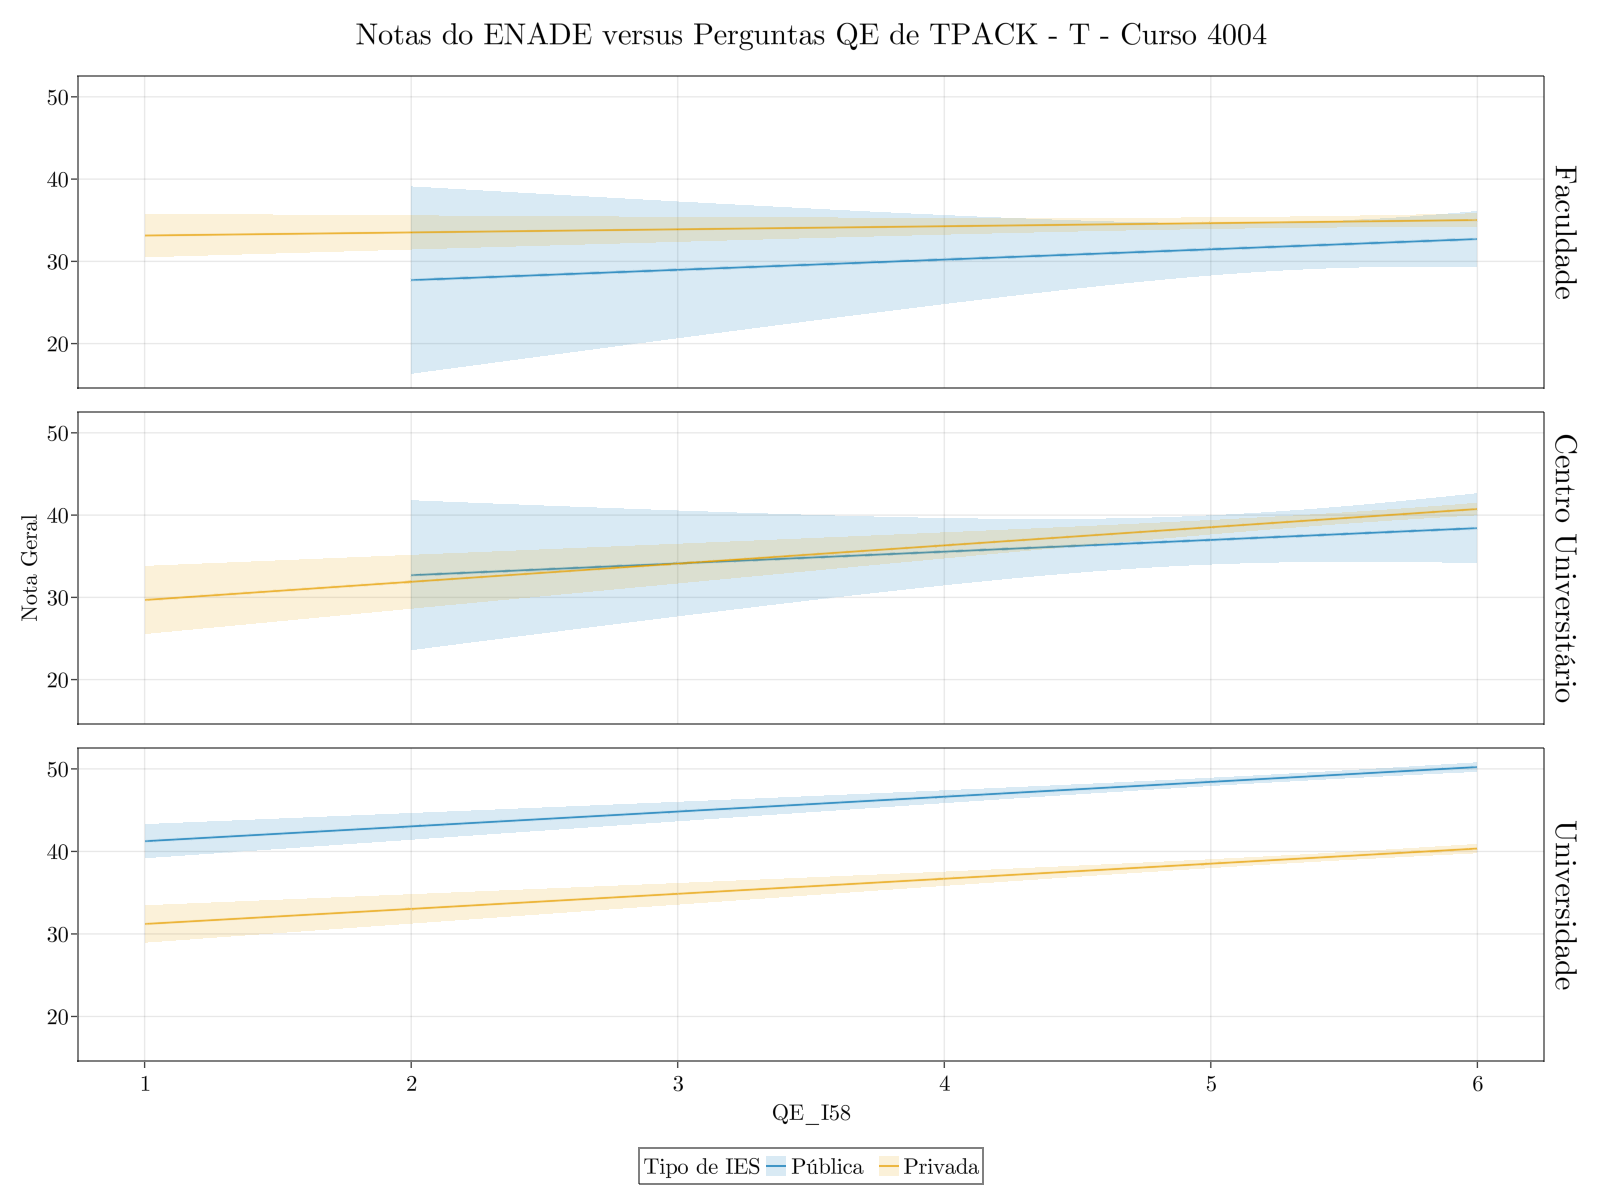 Notas do ENADE versus Perguntas QE de TPACK - T - Curso 4004
50
40
30
20
Faculdade
50
40
30
20
Centro Universitário
Nota Geral
50
40
30
20
Universidade
1 2 3 4 5 6
QE_I58
Tipo de IES Pública Privada